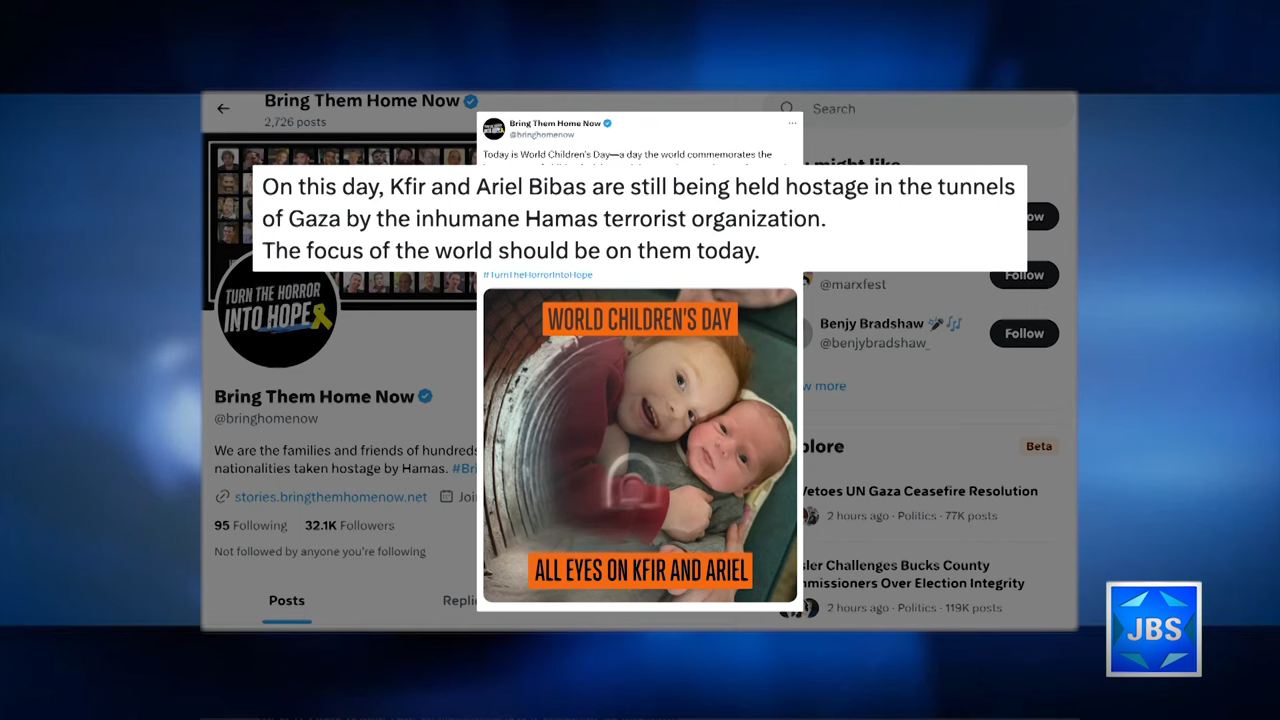 Bring Them Home Now
2,726 posts
Search
Bring Them Home Now
@bringhomenow
Today is World Children's Day—a day the world commemorates the
might like
On this day, Kfir and Ariel Bibas are still being held hostage in the tunnels
of Gaza by the inhumane Hamas terrorist organization.
The focus of the world should be on them today.
#TurnTheHorrorIntoHope
TURN THE HORROR
INTO HOPE
WORLD CHILDREN'S DAY
ALL EYES ON KFIR AND ARIEL
Bring Them Home Now
@bringhomenow
We are the families and friends of hundreds
nationalities taken hostage by Hamas. #Bri
stories.bringthemhomenow.net Joi
95 Following 32.1K Followers
Not followed by anyone you're following
Posts Repli
ow
Follow
@marxfest
Benjy Bradshaw
@benjybradshaw_
Follow
w more
plore
Beta
Vetoes UN Gaza Ceasefire Resolution
2 hours ago · Politics · 77K posts
sler Challenges Bucks County
mmissioners Over Election Integrity
2 hours ago · Politics · 119K posts
JBS